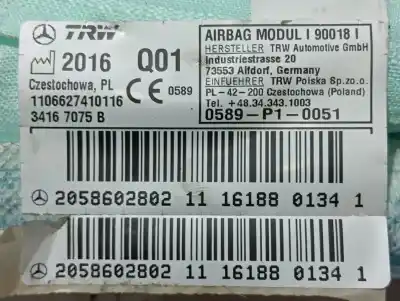 TRW
2016 Q01
Czestochowa, PL
1106627410116
3416 7075 B
CE 0589
AIRBAG MODUL I 90018 I
HERSTELLER TRW Automotive GmbH
Industriestrasse 20
73553 Alfdorf, Germany
EINFUEHRER TRW Polska Sp.zo.o.
PL-42-200 Czestochowa (Poland)
Tel. +48.34.343.1003
0589-P1-0051
2058602802 11 16188 0134 1
2058602802 11 16188 0134 1